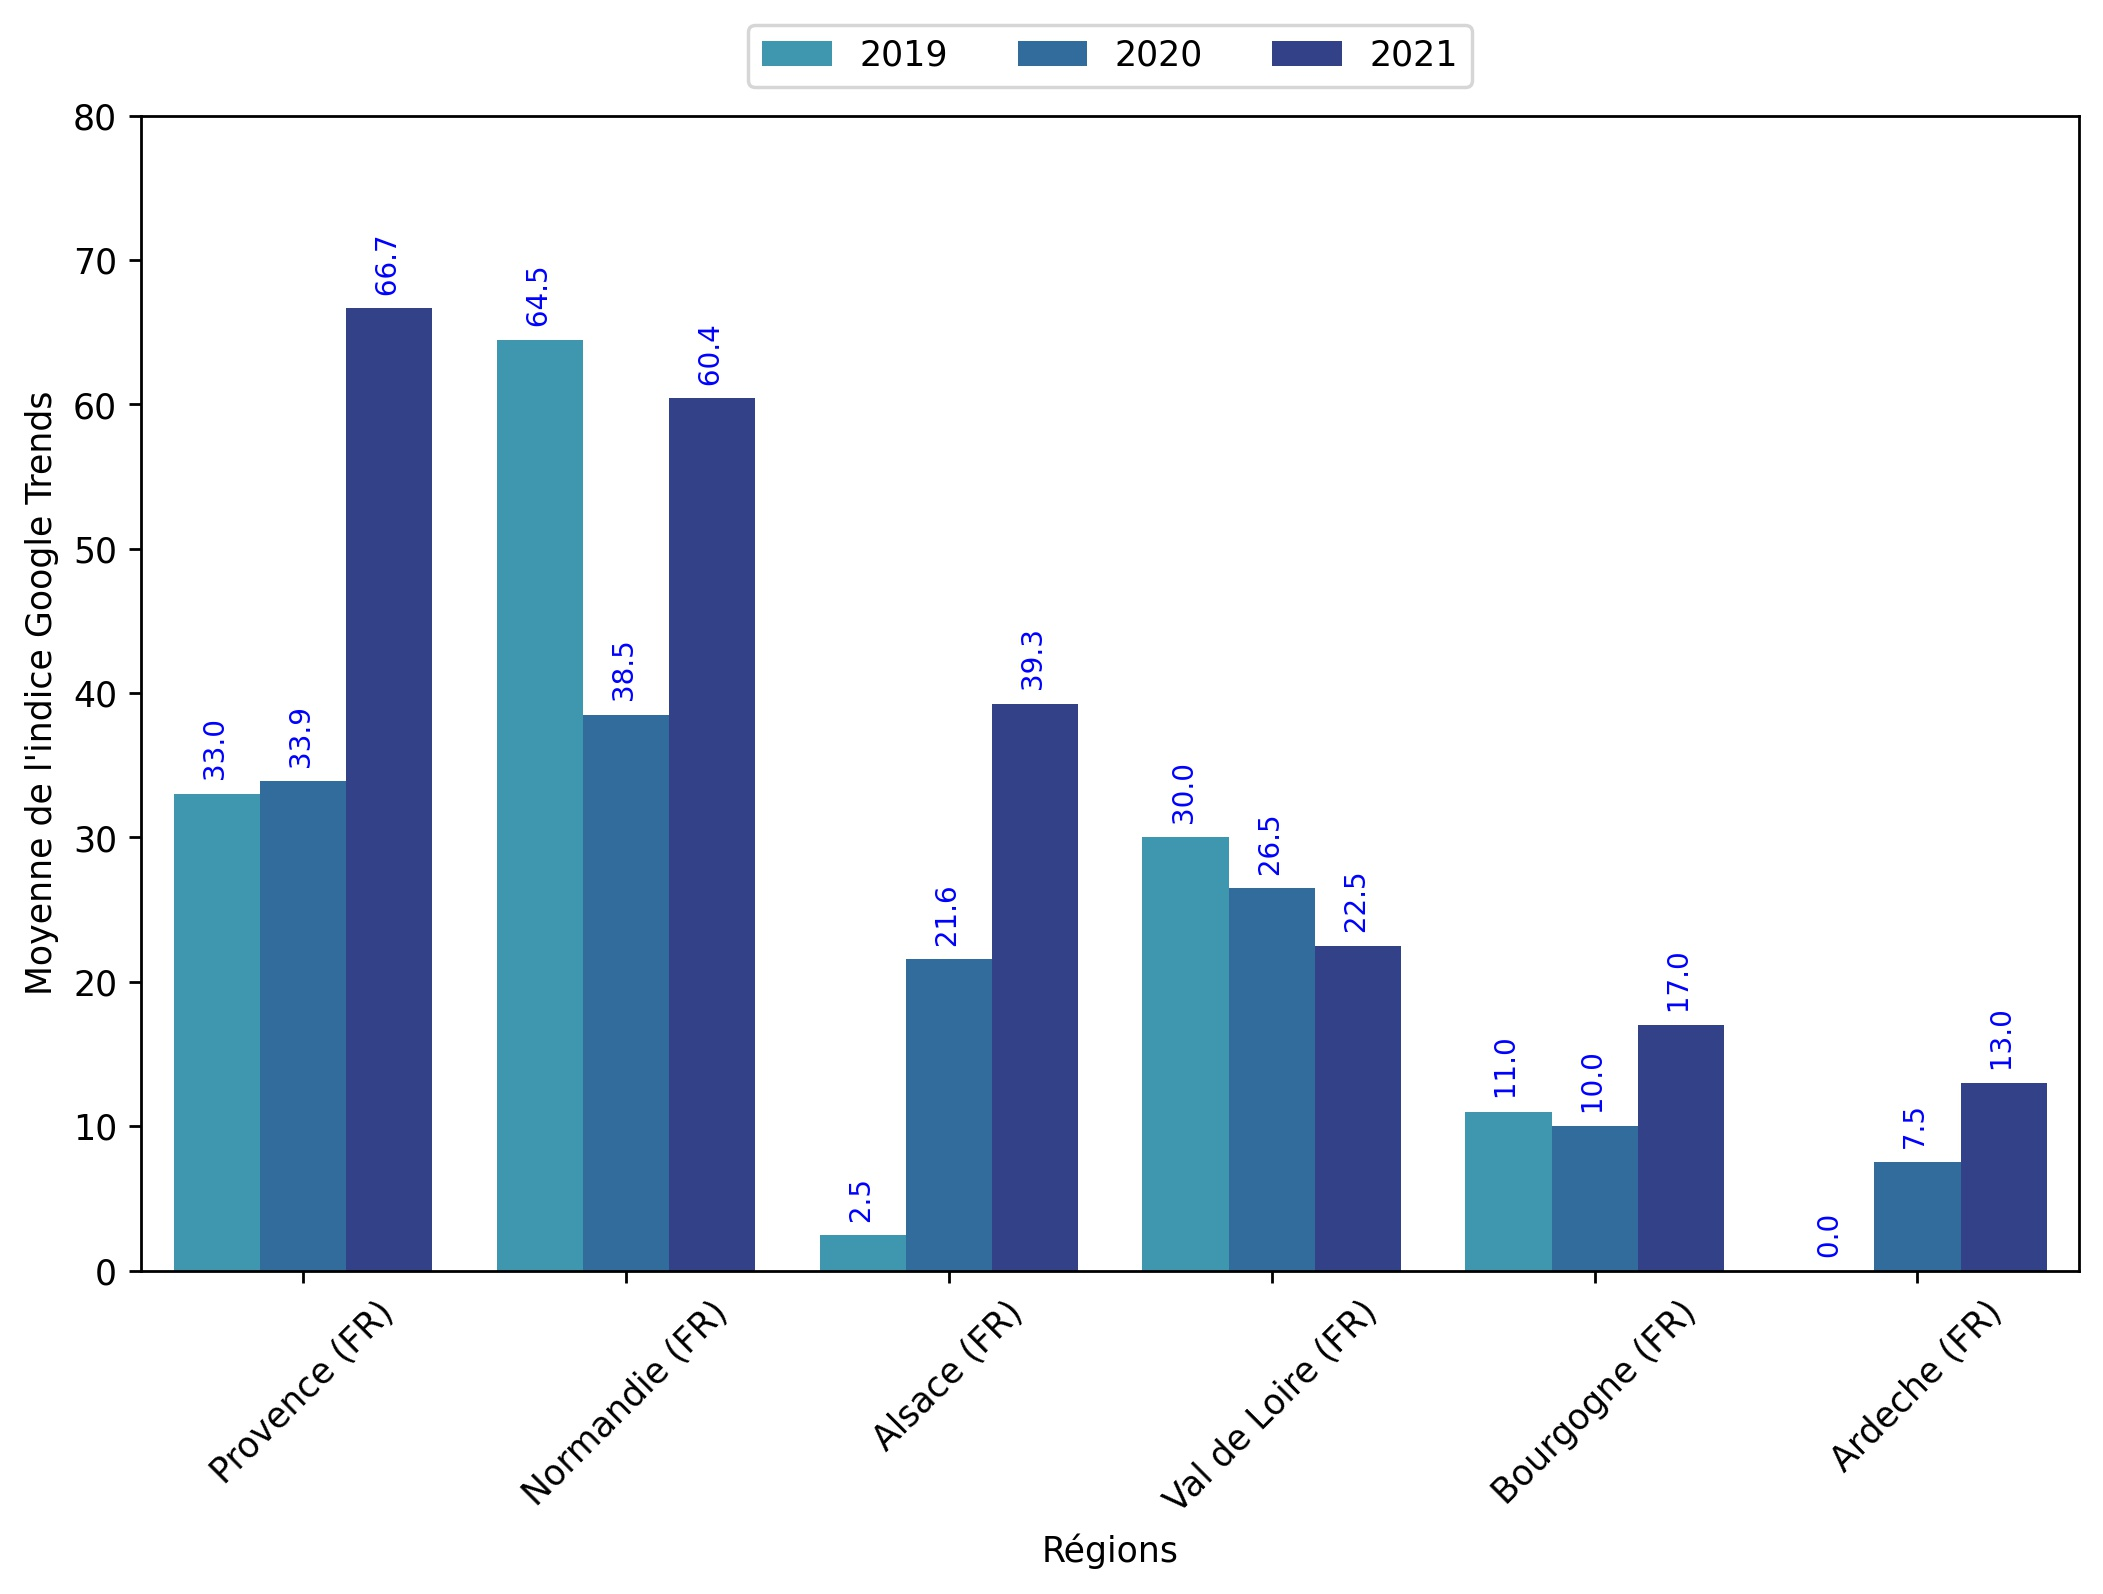 2019 2020 2021
Moyenne de l'indice Google Trends
80
70
60
50
40
30
20
10
0
33.0 33.9 66.7
64.5 38.5 60.4
2.5 21.6 39.3
30.0 26.5 22.5
11.0 10.0 17.0
0.0 7.5 13.0
Provence (FR)
Normandie (FR)
Alsace (FR)
Val de Loire (FR)
Bourgogne (FR)
Ardeche (FR)
Régions